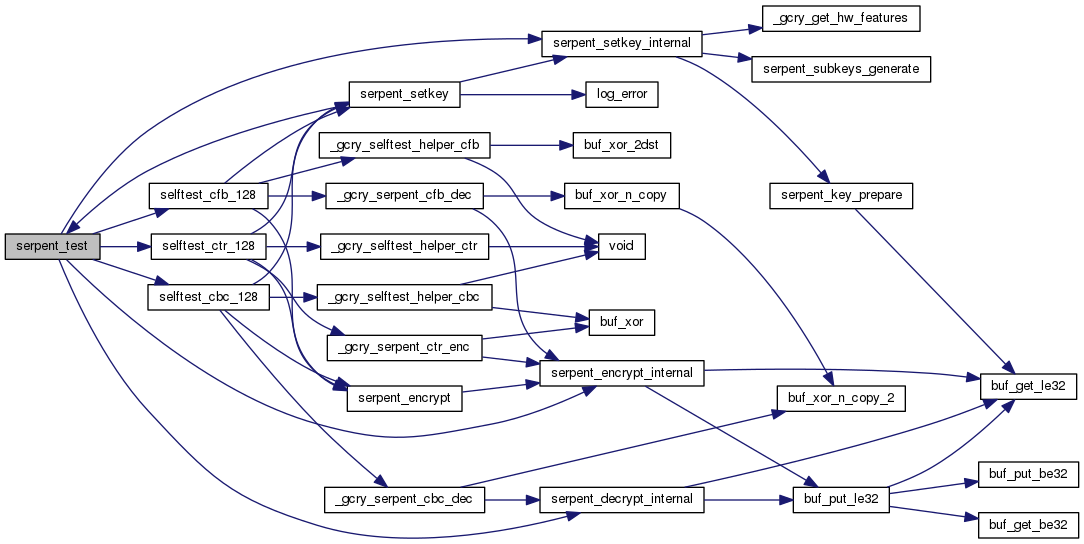 _gcry_get_hw_features
serpent_setkey_internal
serpent_subkeys_generate
serpent_setkey
log_error
_gcry_selftest_helper_cfb
buf_xor_2dst
selftest_cfb_128
_gcry_serpent_cfb_dec
buf_xor_n_copy
serpent_key_prepare
serpent_test
selftest_ctr_128
_gcry_selftest_helper_ctr
void
selftest_cbc_128
_gcry_selftest_helper_cbc
buf_xor
_gcry_serpent_ctr_enc
serpent_encrypt_internal
buf_get_le32
serpent_encrypt
buf_xor_n_copy_2
_gcry_serpent_cbc_dec
serpent_decrypt_internal
buf_put_le32
buf_put_be32
buf_get_be32